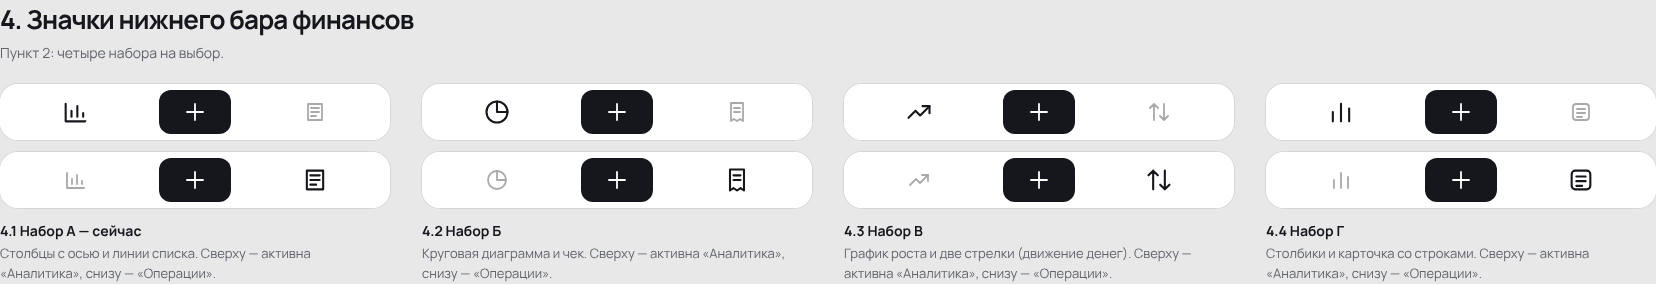 4. Значки нижнего бара финансов
Пункт 2: четыре набора на выбор.
4.1 Набор А — сейчас
Столбцы с осью и линии списка. Сверху — активна
«Аналитика», снизу — «Операции».
4.2 Набор Б
Круговая диаграмма и чек. Сверху — активна «Аналитика»,
снизу — «Операции».
4.3 Набор В
График роста и две стрелки (движение денег). Сверху —
активна «Аналитика», снизу — «Операции».
4.4 Набор Г
Столбики и карточка со строками. Сверху — активна
«Аналитика», снизу — «Операции».